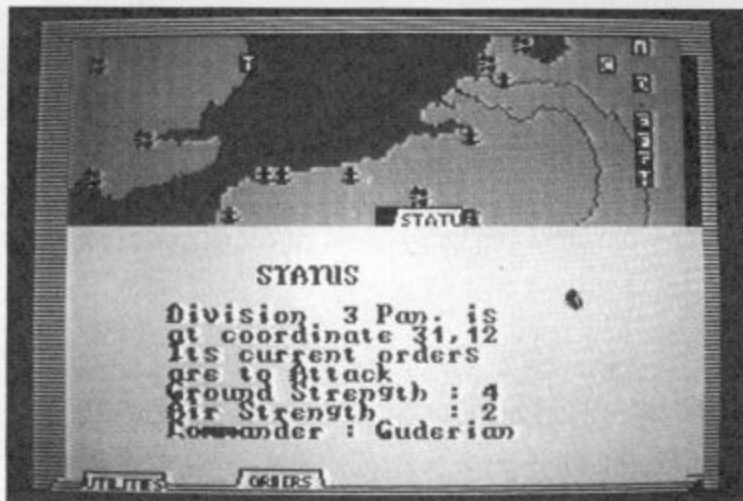 STATUS
STATUS
Division 3 Pan. is
at coordinate 31,12
Its current orders
are to Attack
Ground Strength : 4
Air Strength : 2
Commander : Guderian
UTILITIES
ORDERS